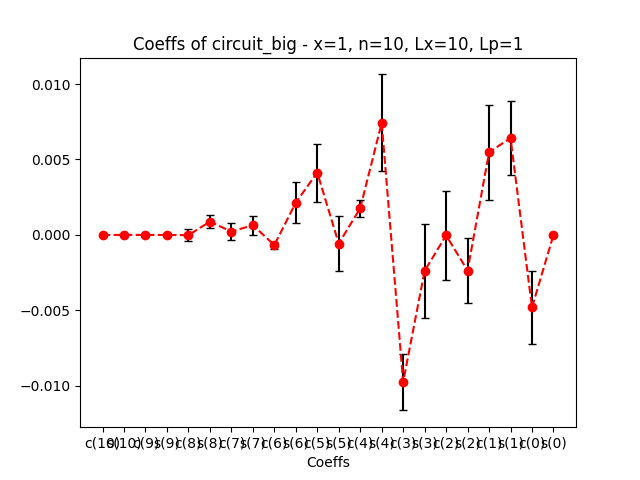 Coeffs of circuit_big - x=1, n=10, Lx=10, Lp=1
0.010
0.005
0.000
−0.005
−0.010
c(10) s(10) c(9) s(9) c(8) s(8) c(7) s(7) c(6) s(6) c(5) s(5) c(4) s(4) c(3) s(3) c(2) s(2) c(1) s(1) c(0) s(0)
Coeffs